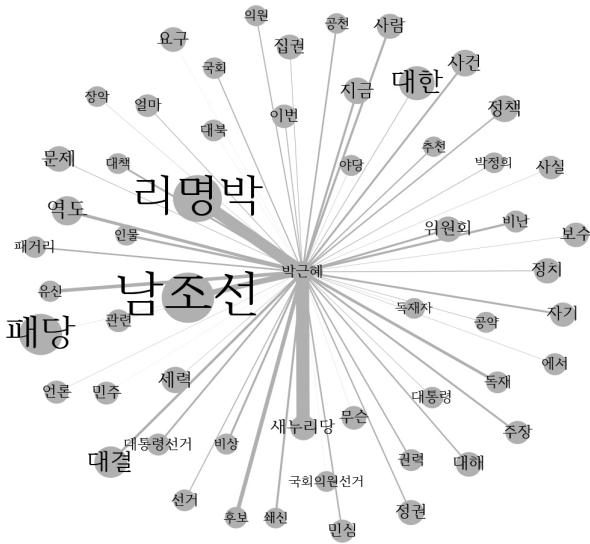 의원
공천
사람
요구
집권
국회
사건
대한
지금
장악
얼마
이번
정책
대북
추천
문제
대책
야당
박정희
사실
리명박
역도
위원회
비난
인물
보수
패거리
박근혜
정치
유신
남조선
독재자
자기
관련
공약
패당
에서
세력
독재
언론
민주
대통령
무슨
새누리당
주장
대통령선거
비상
대결
권력
대해
국회의원선거
선거
정권
후보
쇄신
민심